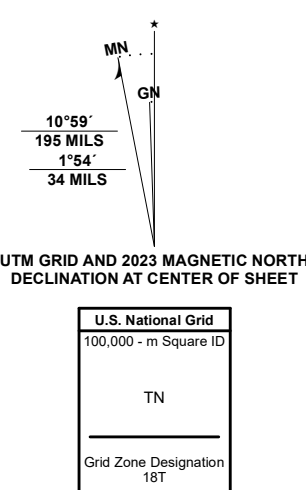 ★
MN
GN
10°59´
195 MILS
1°54´
34 MILS
UTM GRID AND 2023 MAGNETIC NORTH
DECLINATION AT CENTER OF SHEET
U.S. National Grid
100,000 - m Square ID
TN
Grid Zone Designation
18T